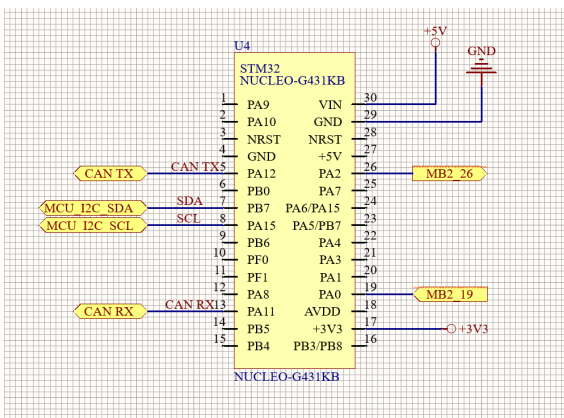 +5V
GND
U4
STM32
NUCLEO-G431KB
1 PA9 VIN 30
2 PA10 GND 29
3 NRST NRST 28
4 GND +5V 27
CAN TX CAN TX5 PA12 PA2 26 MB2_26
6 PB0 PA7 25
MCU_I2C_SDA SDA 7 PB7 PA6/PA15 24
MCU_I2C_SCL SCL 8 PA15 PA5/PB7 23
9 PB6 PA4 22
10 PF0 PA3 21
11 PF1 PA1 20
12 PA8 PA0 19 MB2_19
CAN RX CAN RX13 PA11 AVDD 18
14 PB5 +3V3 17 +3V3
15 PB4 PB3/PB8 16
NUCLEO-G431KB